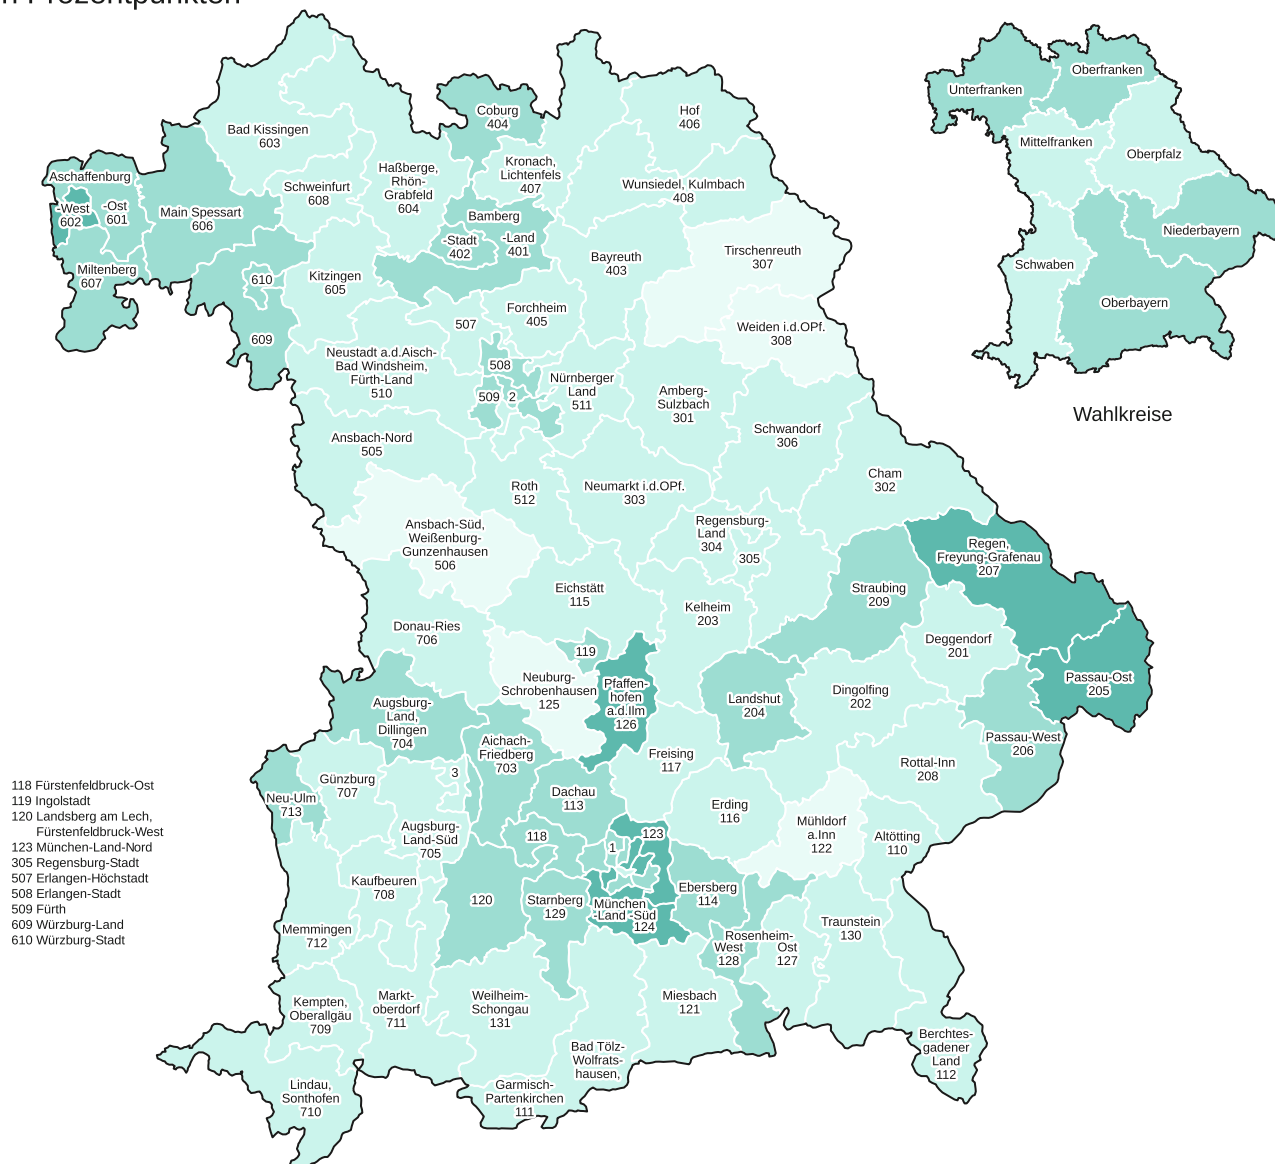 n Prozentpunkten
Coburg
404
Hof
406
Bad Kissingen
603
Haßberge,
Rhön-
Grabfeld
604
Kronach,
Lichtenfels
407
Wunsiedel, Kulmbach
408
Aschaffenburg
-West
602
-Ost
601
Main Spessart
606
Schweinfurt
608
Bamberg
-Stadt
402
-Land
401
Bayreuth
403
Tirschenreuth
307
Miltenberg
607
610
Kitzingen
605
Forchheim
405
507
609
Weiden i.d.OPf.
308
Neustadt a.d.Aisch-
Bad Windsheim,
Fürth-Land
510
508
509
2
Nürnberger
Land
511
Amberg-
Sulzbach
301
Schwandorf
306
Ansbach-Nord
505
Cham
302
Roth
512
Neumarkt i.d.OPf.
303
Ansbach-Süd,
Weißenburg-
Gunzenhausen
506
Regensburg-
Land
304
305
Regen,
Freyung-Grafenau
207
Eichstätt
115
Straubing
209
Kelheim
203
Donau-Ries
706
Deggendorf
201
119
Neuburg-
Schrobenhausen
125
Pfaffen-
hofen
a.d.Ilm
126
Landshut
204
Dingolfing
202
Passau-Ost
205
Augsburg-
Land,
Dillingen
704
Aichach-
Friedberg
703
Freising
117
Passau-West
206
Rottal-Inn
208
3
Günzburg
707
Neu-Ulm
713
Dachau
113
Erding
116
Mühldorf
a.Inn
122
Altötting
110
Augsburg-
Land-Süd
705
118
1
123
Kaufbeuren
708
120
Starnberg
129
München
-Land -Süd
124
Ebersberg
114
Memmingen
712
Rosenheim-
West
128
Ost
127
Traunstein
130
Kempten,
Oberallgäu
709
Markt-
oberdorf
711
Weilheim-
Schongau
131
Miesbach
121
Bad Tölz-
Wolfrats-
hausen,
Garmisch-
Partenkirchen
111
Berchtes-
gadener
Land
112
Lindau,
Sonthofen
710
118 Fürstenfeldbruck-Ost
119 Ingolstadt
120 Landsberg am Lech,
Fürstenfeldbruck-West
123 München-Land-Nord
305 Regensburg-Stadt
507 Erlangen-Höchstadt
508 Erlangen-Stadt
509 Fürth
609 Würzburg-Land
610 Würzburg-Stadt
Unterfranken
Oberfranken
Mittelfranken
Oberpfalz
Niederbayern
Schwaben
Oberbayern
Wahlkreise